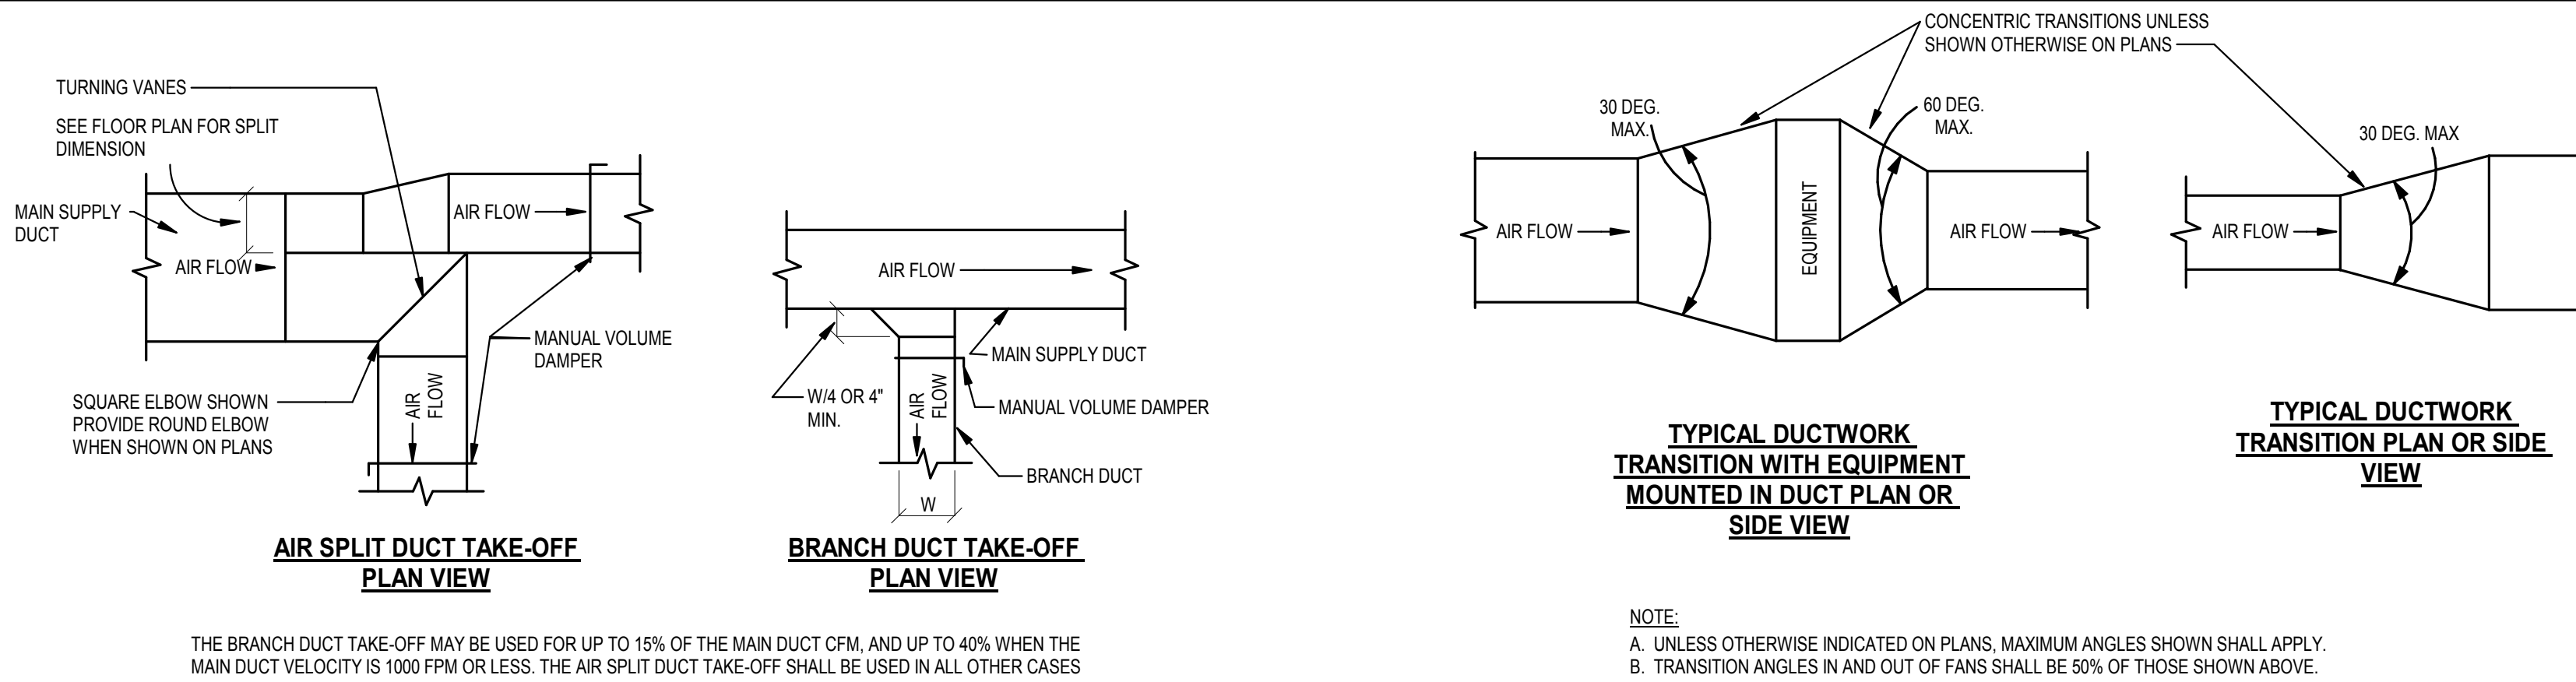 TURNING VANES
SEE FLOOR PLAN FOR SPLIT
DIMENSION
MAIN SUPPLY
DUCT
AIR FLOW
AIR FLOW
MANUAL VOLUME
DAMPER
SQUARE ELBOW SHOWN
PROVIDE ROUND ELBOW
WHEN SHOWN ON PLANS
AIR
FLOW
AIR SPLIT DUCT TAKE-OFF
PLAN VIEW
AIR FLOW
MAIN SUPPLY DUCT
W/4 OR 4"
MIN.
AIR
FLOW
MANUAL VOLUME DAMPER
BRANCH DUCT
W
BRANCH DUCT TAKE-OFF
PLAN VIEW
THE BRANCH DUCT TAKE-OFF MAY BE USED FOR UP TO 15% OF THE MAIN DUCT CFM, AND UP TO 40% WHEN THE
MAIN DUCT VELOCITY IS 1000 FPM OR LESS. THE AIR SPLIT DUCT TAKE-OFF SHALL BE USED IN ALL OTHER CASES
CONCENTRIC TRANSITIONS UNLESS
SHOWN OTHERWISE ON PLANS
30 DEG.
MAX.
60 DEG.
MAX.
AIR FLOW
EQUIPMENT
AIR FLOW
TYPICAL DUCTWORK
TRANSITION WITH EQUIPMENT
MOUNTED IN DUCT PLAN OR
SIDE VIEW
30 DEG. MAX
AIR FLOW
TYPICAL DUCTWORK
TRANSITION PLAN OR SIDE
VIEW
NOTE:
A. UNLESS OTHERWISE INDICATED ON PLANS, MAXIMUM ANGLES SHOWN SHALL APPLY.
B. TRANSITION ANGLES IN AND OUT OF FANS SHALL BE 50% OF THOSE SHOWN ABOVE.